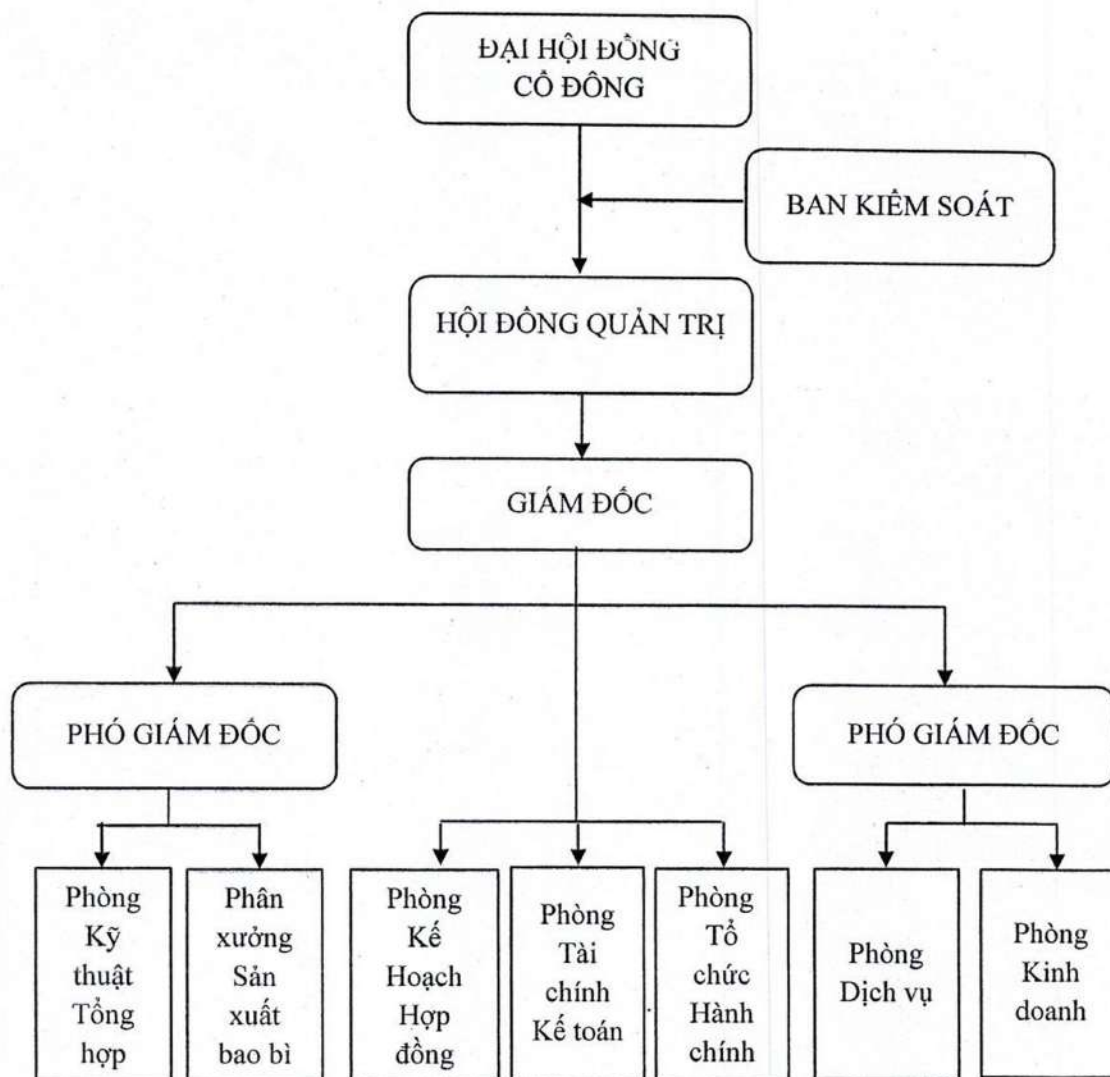 ĐẠI HỘI ĐỒNG
CỔ ĐÔNG
BAN KIỂM SOÁT
HỘI ĐỒNG QUẢN TRỊ
GIÁM ĐỐC
PHÓ GIÁM ĐỐC
PHÓ GIÁM ĐỐC
Phòng
Kỹ
thuật
Tổng
hợp
Phân
xưởng
Sản
xuất
bao bì
Phòng
Kế
Hoạch
Hợp
đồng
Phòng
Tài
chính
Kế toán
Phòng
Tổ
chức
Hành
chính
Phòng
Dịch vụ
Phòng
Kinh
doanh